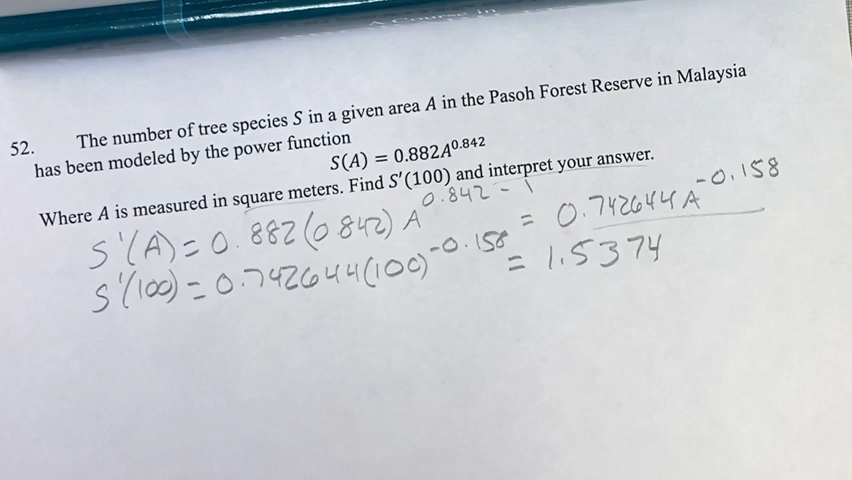 A Course in
52. The number of tree species S in a given area A in the Pasoh Forest Reserve in Malaysia
has been modeled by the power function
S(A) = 0.882A^0.842
Where A is measured in square meters. Find S′(100) and interpret your answer.
S'(A) = 0.882(0.842) A^0.842 - 1 = 0.742644 A^-0.158
S'(100) = 0.742644(100)^-0.158 = 1.5374